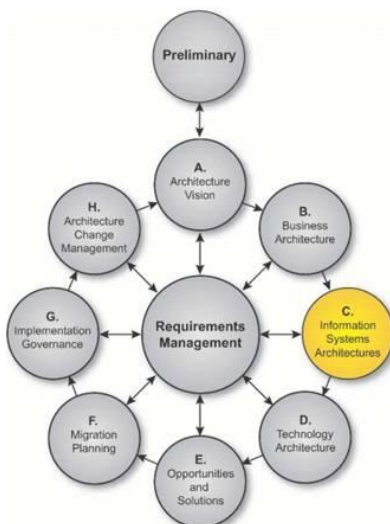 Preliminary
A.
Architecture
Vision
B.
Business
Architecture
C.
Information
Systems
Architectures
D.
Technology
Architecture
E.
Opportunities
and
Solutions
F.
Migration
Planning
G.
Implementation
Governance
H.
Architecture
Change
Management
Requirements
Management